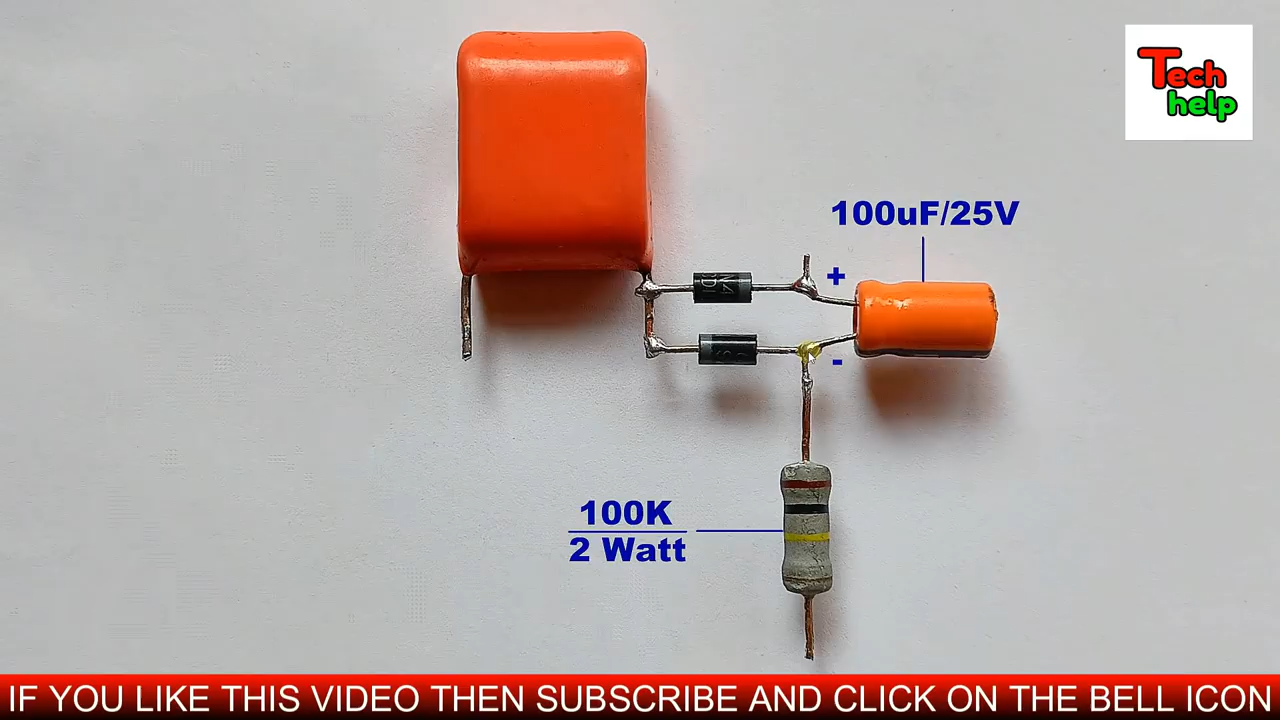 Tech
help
100uF/25V
+
-
100K
2 Watt
IF YOU LIKE THIS VIDEO THEN SUBSCRIBE AND CLICK ON THE BELL ICON